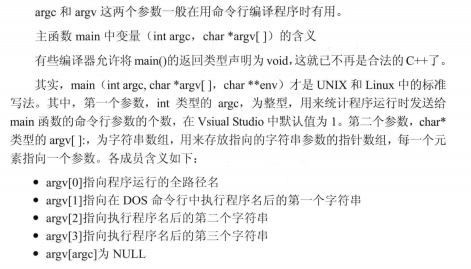 argc 和 argv 这两个参数一般在用命令行编译程序时有用。
主函数 main 中变量（int argc，char *argv[ ]）的含义
有些编译器允许将 main()的返回类型声明为 void，这就已不再是合法的 C++了。
其实，main（int argc, char *argv[ ]，char **env）才是 UNIX 和 Linux 中的标准
写法。其中，第一个参数，int 类型的 argc，为整型，用来统计程序运行时发送给
main 函数的命令行参数的个数，在 Vsiual Studio 中默认值为 1。第二个参数，char*
类型的 argv[ ]:，为字符串数组，用来存放指向的字符串参数的指针数组，每一个元
素指向一个参数。各成员含义如下：
● argv[0]指向程序运行的全路径名
● argv[1]指向在 DOS 命令行中执行程序名后的第一个字符串
● argv[2]指向执行程序名后的第二个字符串
● argv[3]指向执行程序名后的第三个字符串
● argv[argc]为 NULL